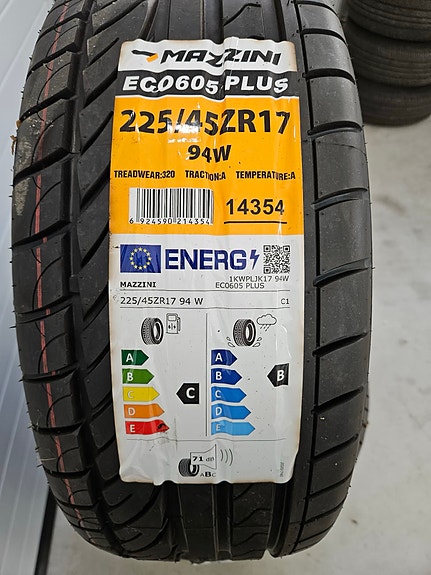 MAZZINI
ECO605 PLUS
225/45ZR17
94W
TREADWEAR:320 TRACTION:A TEMPERATURE:A
6 924590 214354
14354
ENERG
MAZZINI
1KWPLJK17 94W
ECO605 PLUS
225/45ZR17 94 W
C1
A
B
C
D
E
C
A
B
C
D
E
B
71 dB
ABC